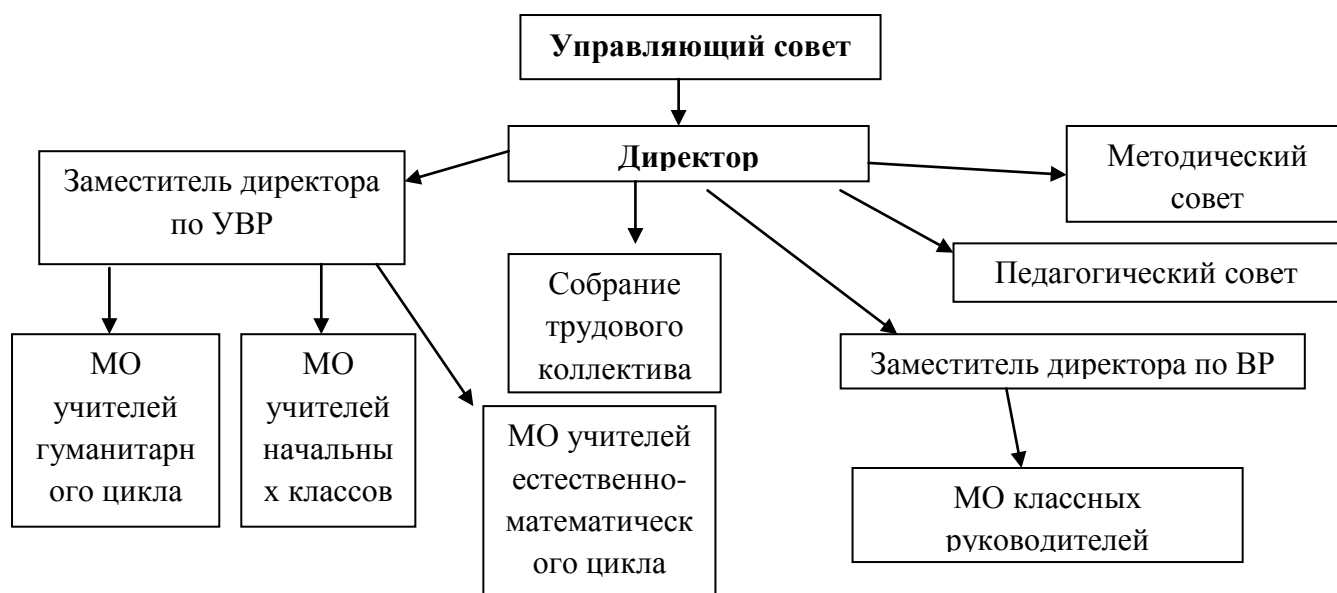 Управляющий совет
Директор
Методический
совет
Заместитель директора
по УВР
Педагогический совет
Собрание
трудового
коллектива
Заместитель директора по ВР
МО
учителей
гуманитарн
ого цикла
МО
учителей
начальны
х классов
МО учителей
естественно-
математическ
ого цикла
МО классных
руководителей